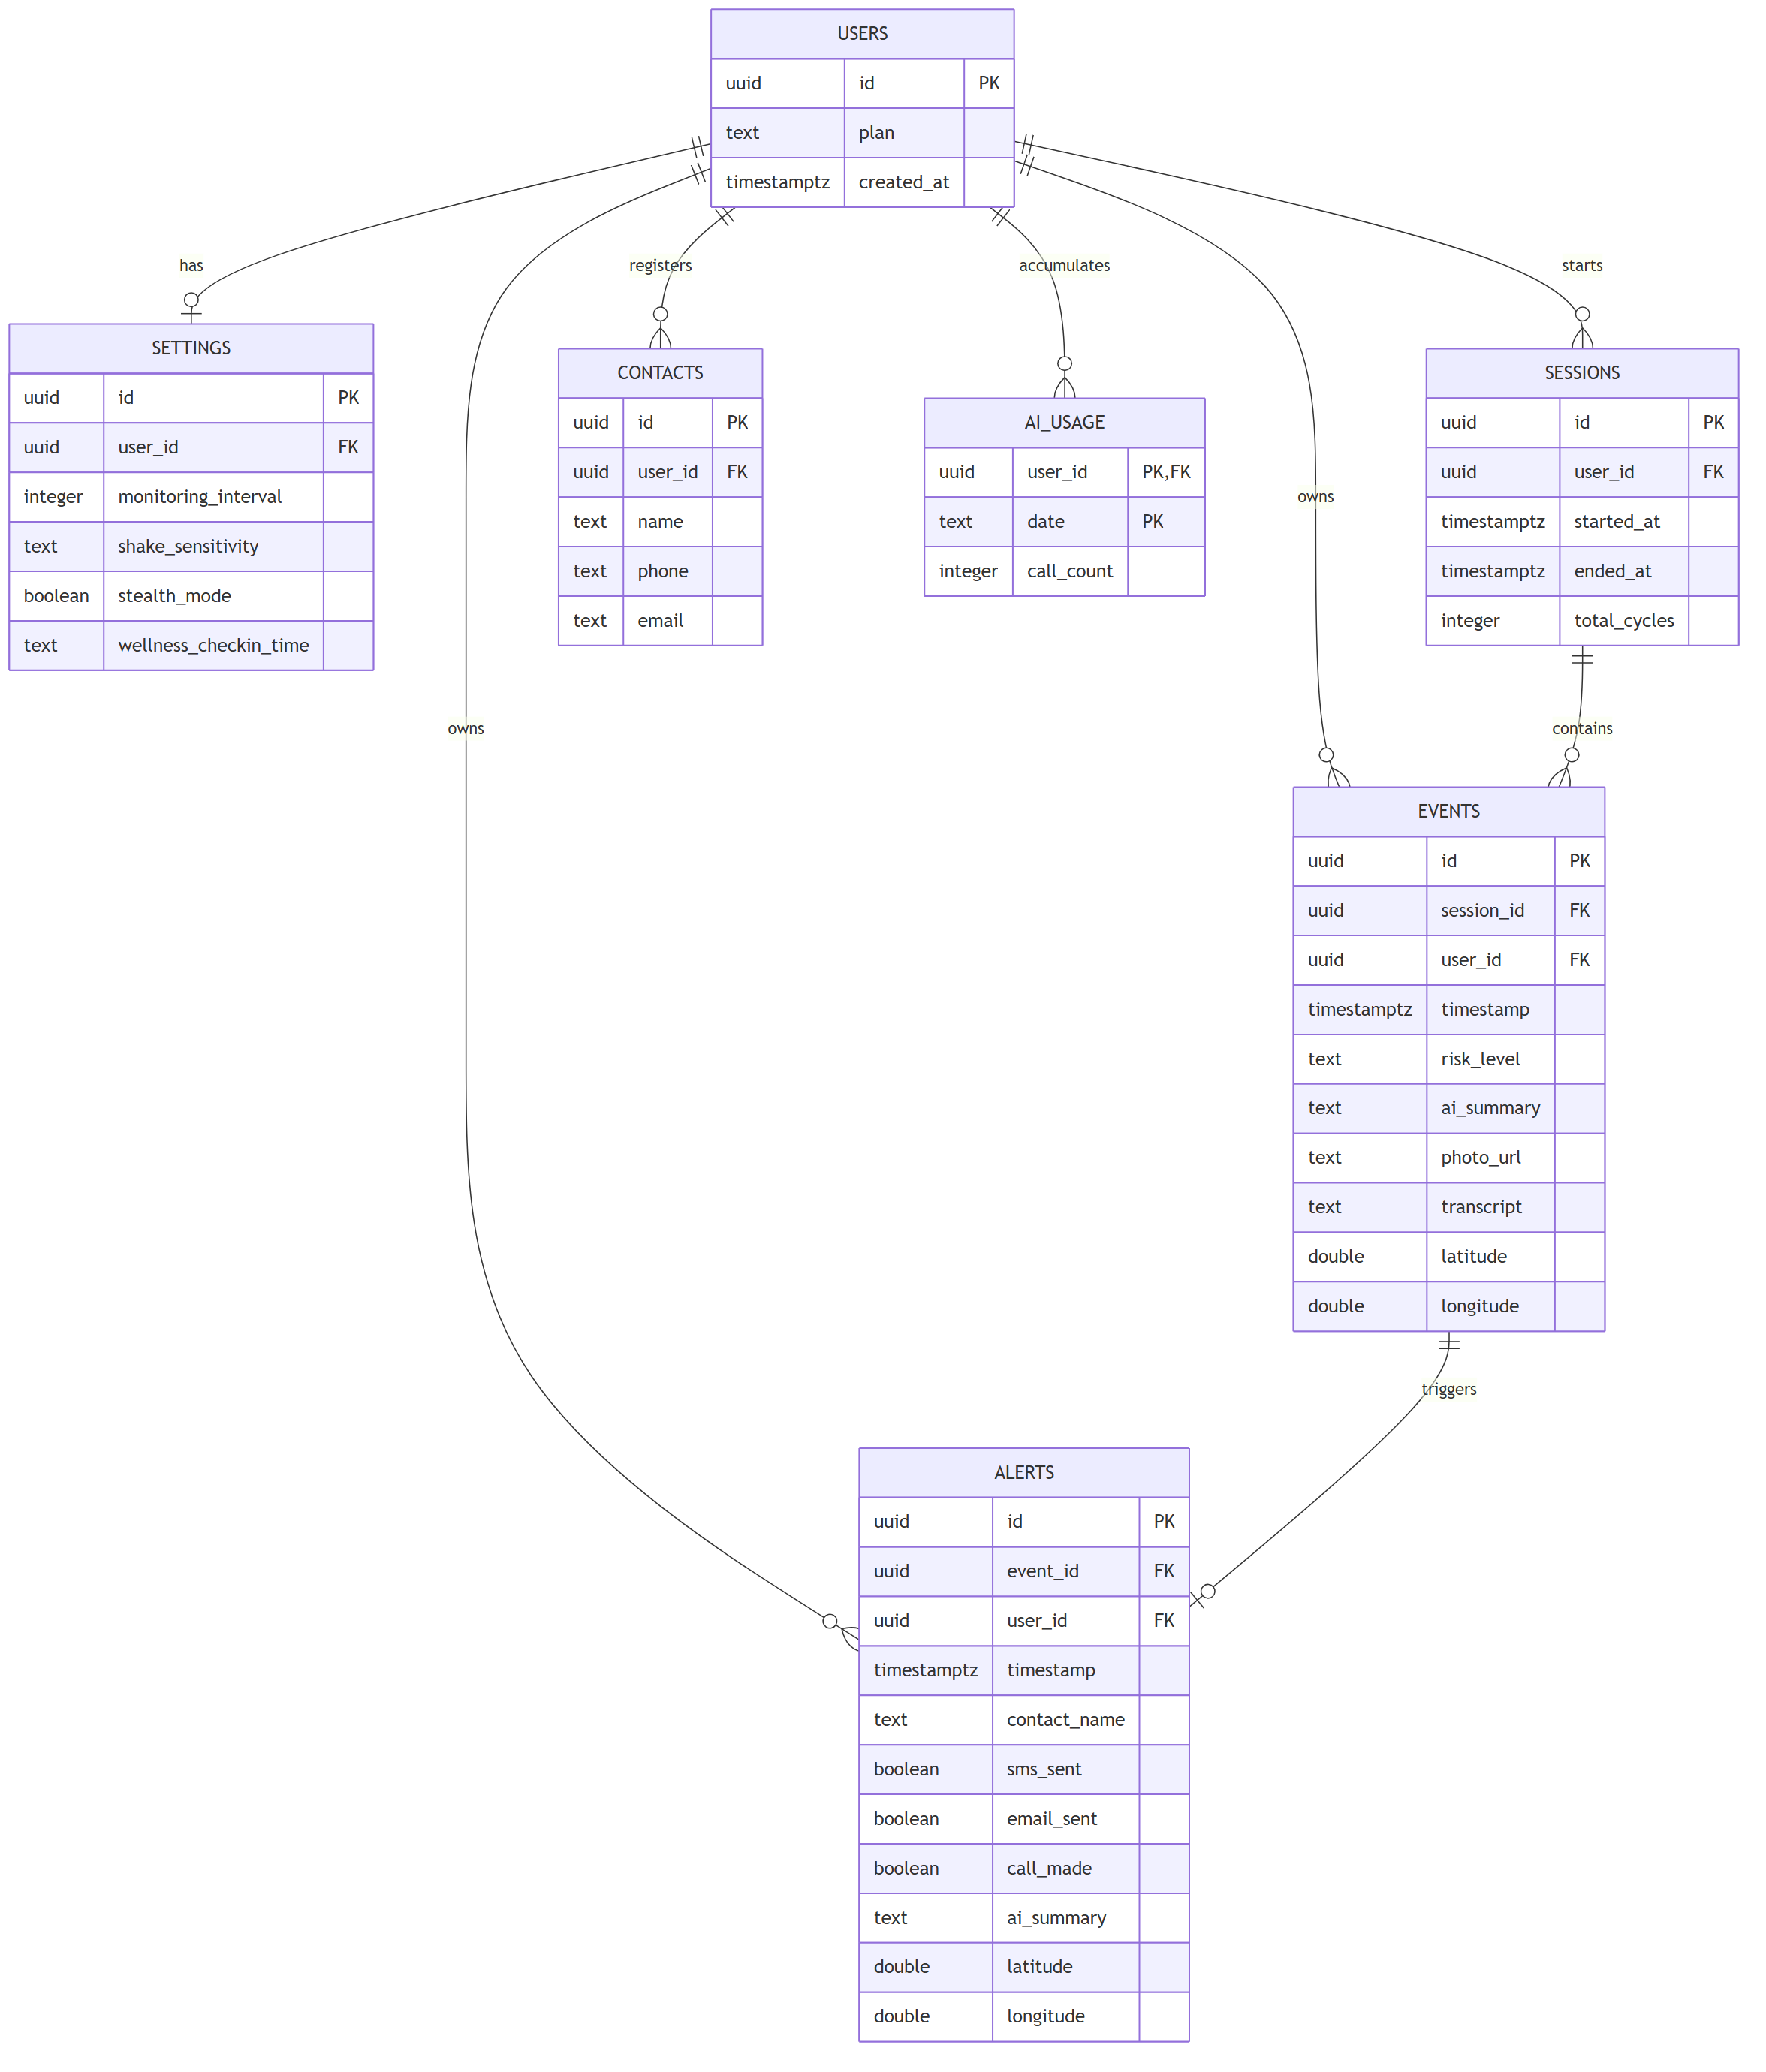 USERS
uuid id PK
text plan
timestamptz created_at
has
registers
accumulates
starts
SETTINGS
uuid id PK
uuid user_id FK
integer monitoring_interval
text shake_sensitivity
boolean stealth_mode
text wellness_checkin_time
CONTACTS
uuid id PK
uuid user_id FK
text name
text phone
text email
AI_USAGE
uuid user_id PK,FK
text date PK
integer call_count
owns
SESSIONS
uuid id PK
uuid user_id FK
timestamptz started_at
timestamptz ended_at
integer total_cycles
owns
contains
EVENTS
uuid id PK
uuid session_id FK
uuid user_id FK
timestamptz timestamp
text risk_level
text ai_summary
text photo_url
text transcript
double latitude
double longitude
triggers
ALERTS
uuid id PK
uuid event_id FK
uuid user_id FK
timestamptz timestamp
text contact_name
boolean sms_sent
boolean email_sent
boolean call_made
text ai_summary
double latitude
double longitude